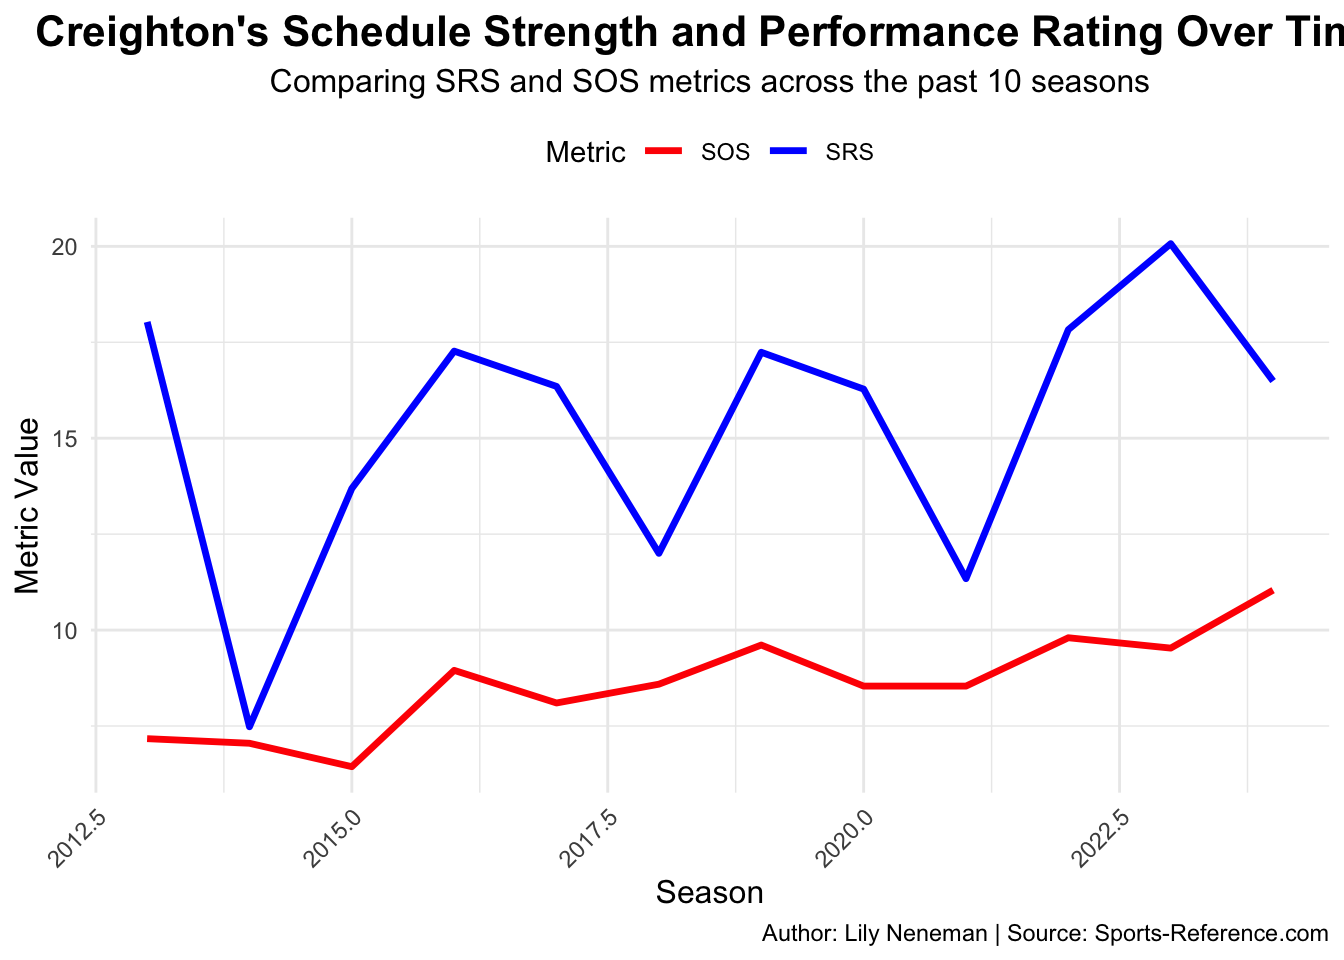 Creighton's Schedule Strength and Performance Rating Over Tin
Comparing SRS and SOS metrics across the past 10 seasons
Metric SOS SRS
20
15
10
Metric Value
2012.5 2015.0 2017.5 2020.0 2022.5
Season
Author: Lily Neneman | Source: Sports-Reference.com